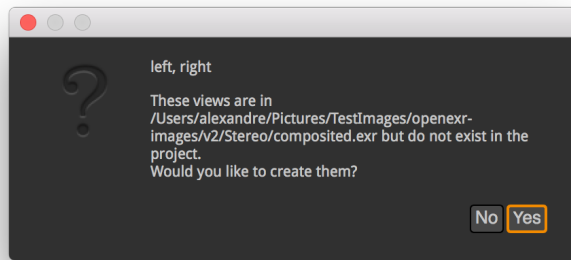 left, right
These views are in
/Users/alexandre/Pictures/TestImages/openexr-
images/v2/Stereo/composited.exr but do not exist in the
project.
Would you like to create them?
No Yes